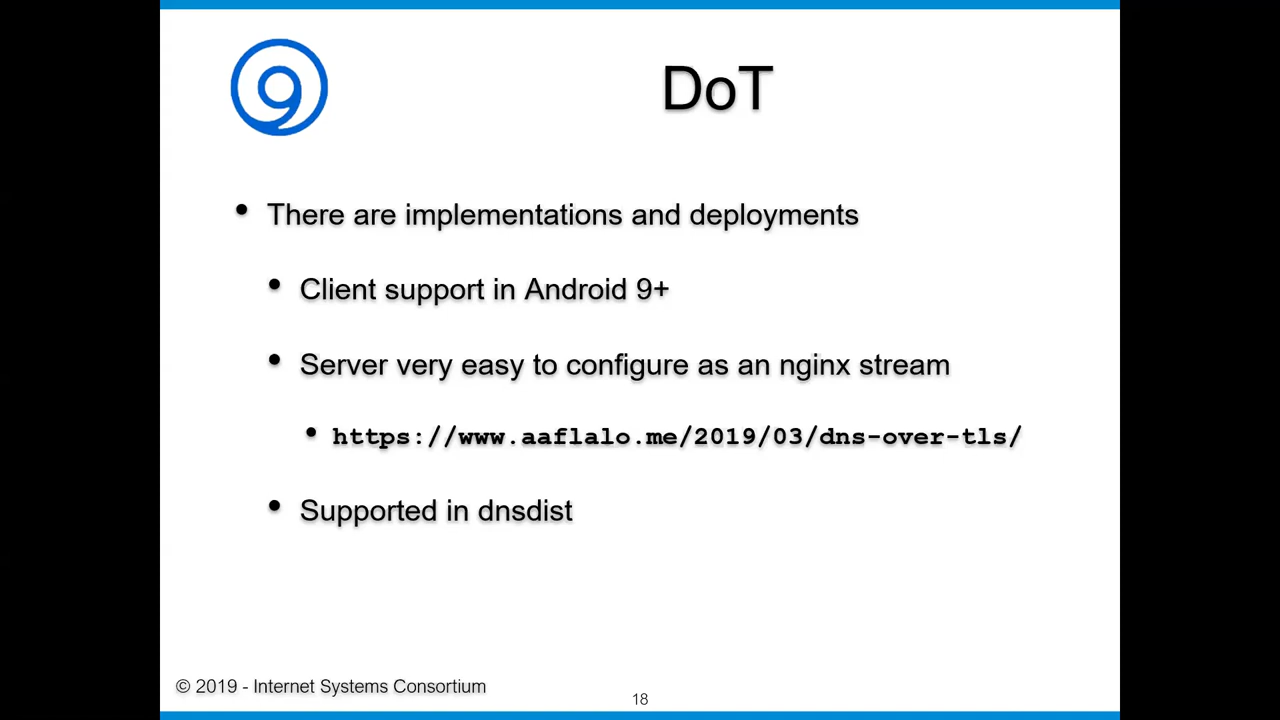 9
DoT
• There are implementations and deployments
• Client support in Android 9+
• Server very easy to configure as an nginx stream
• https://www.aaflalo.me/2019/03/dns-over-tls/
• Supported in dnsdist
© 2019 - Internet Systems Consortium
18